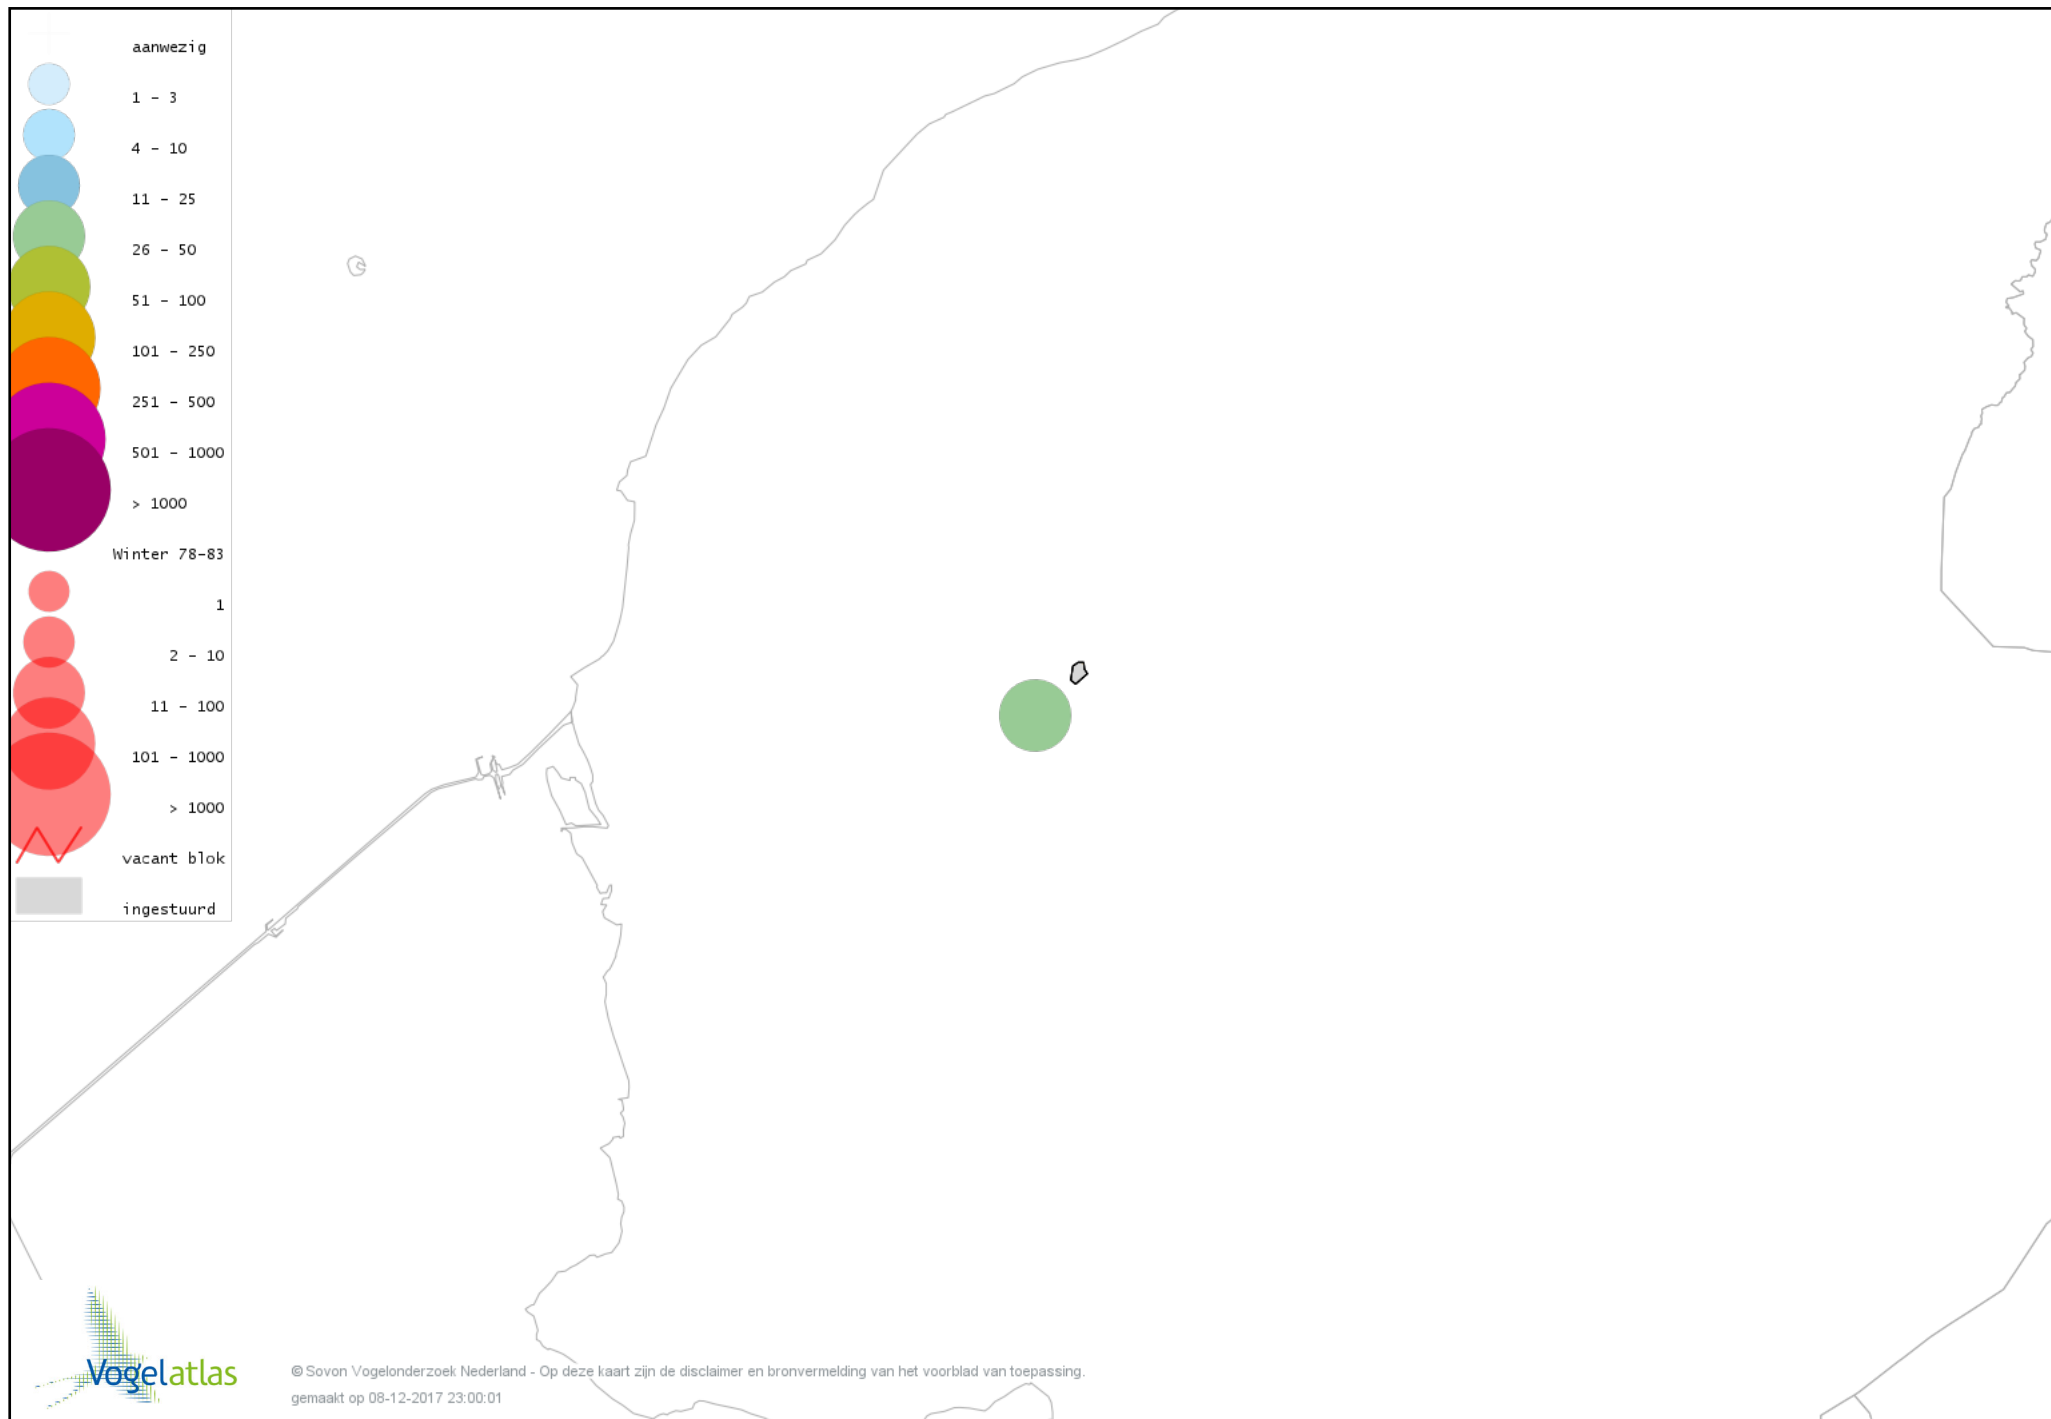 aanwezig
1 - 3
4 - 10
11 - 25
26 - 50
51 - 100
101 - 250
251 - 500
501 - 1000
> 1000
Winter 78-83
1
2 - 10
11 - 100
101 - 1000
> 1000
vacant blok
ingestuurd
Vogelatlas
© Sovon Vogelonderzoek Nederland - Op deze kaart zijn de disclaimer en bronvermelding van het voorblad van toepassing.
gemaakt op 08-12-2017 23:00:01